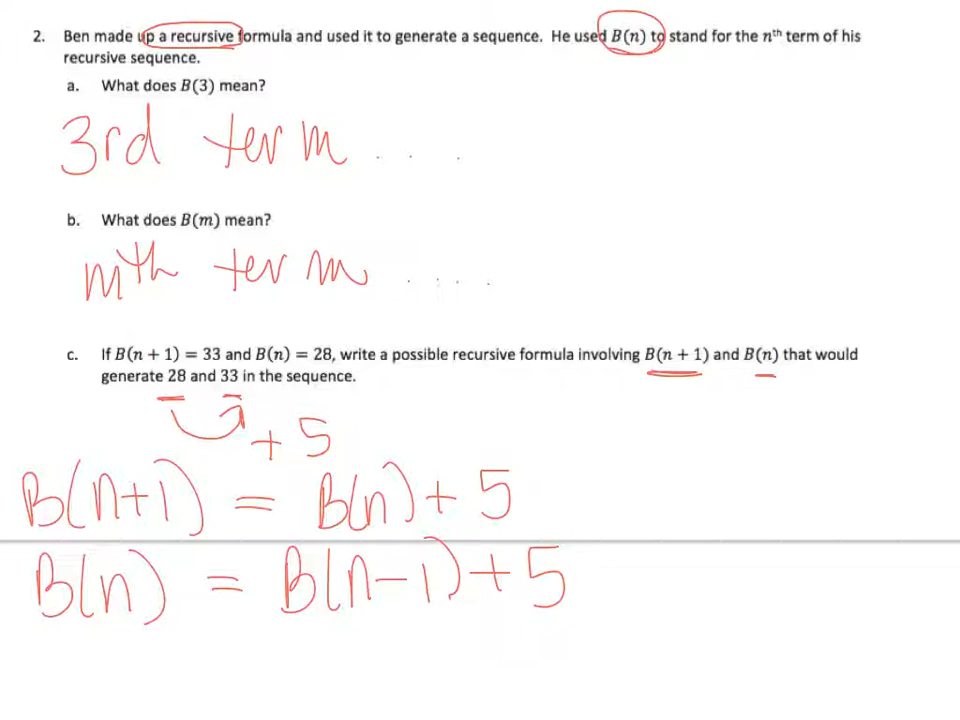 2. Ben made up a recursive formula and used it to generate a sequence. He used B(n) to stand for the nth term of his
recursive sequence.
a. What does B(3) mean?
3rd term ....
b. What does B(m) mean?
mth term ....
c. If B(n + 1) = 33 and B(n) = 28, write a possible recursive formula involving B(n + 1) and B(n) that would
generate 28 and 33 in the sequence.
+ 5
B(n+1) = B(n) + 5
B(n) = B(n-1) + 5